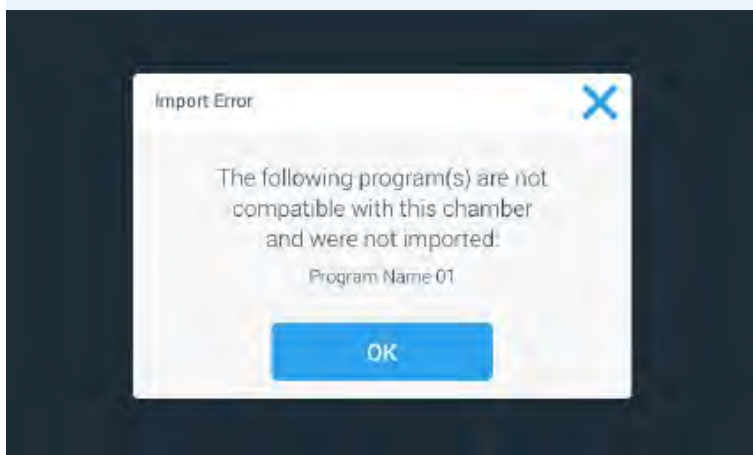 Import Error
The following program(s) are not
compatible with this chamber
and were not imported:
Program Name 01
OK